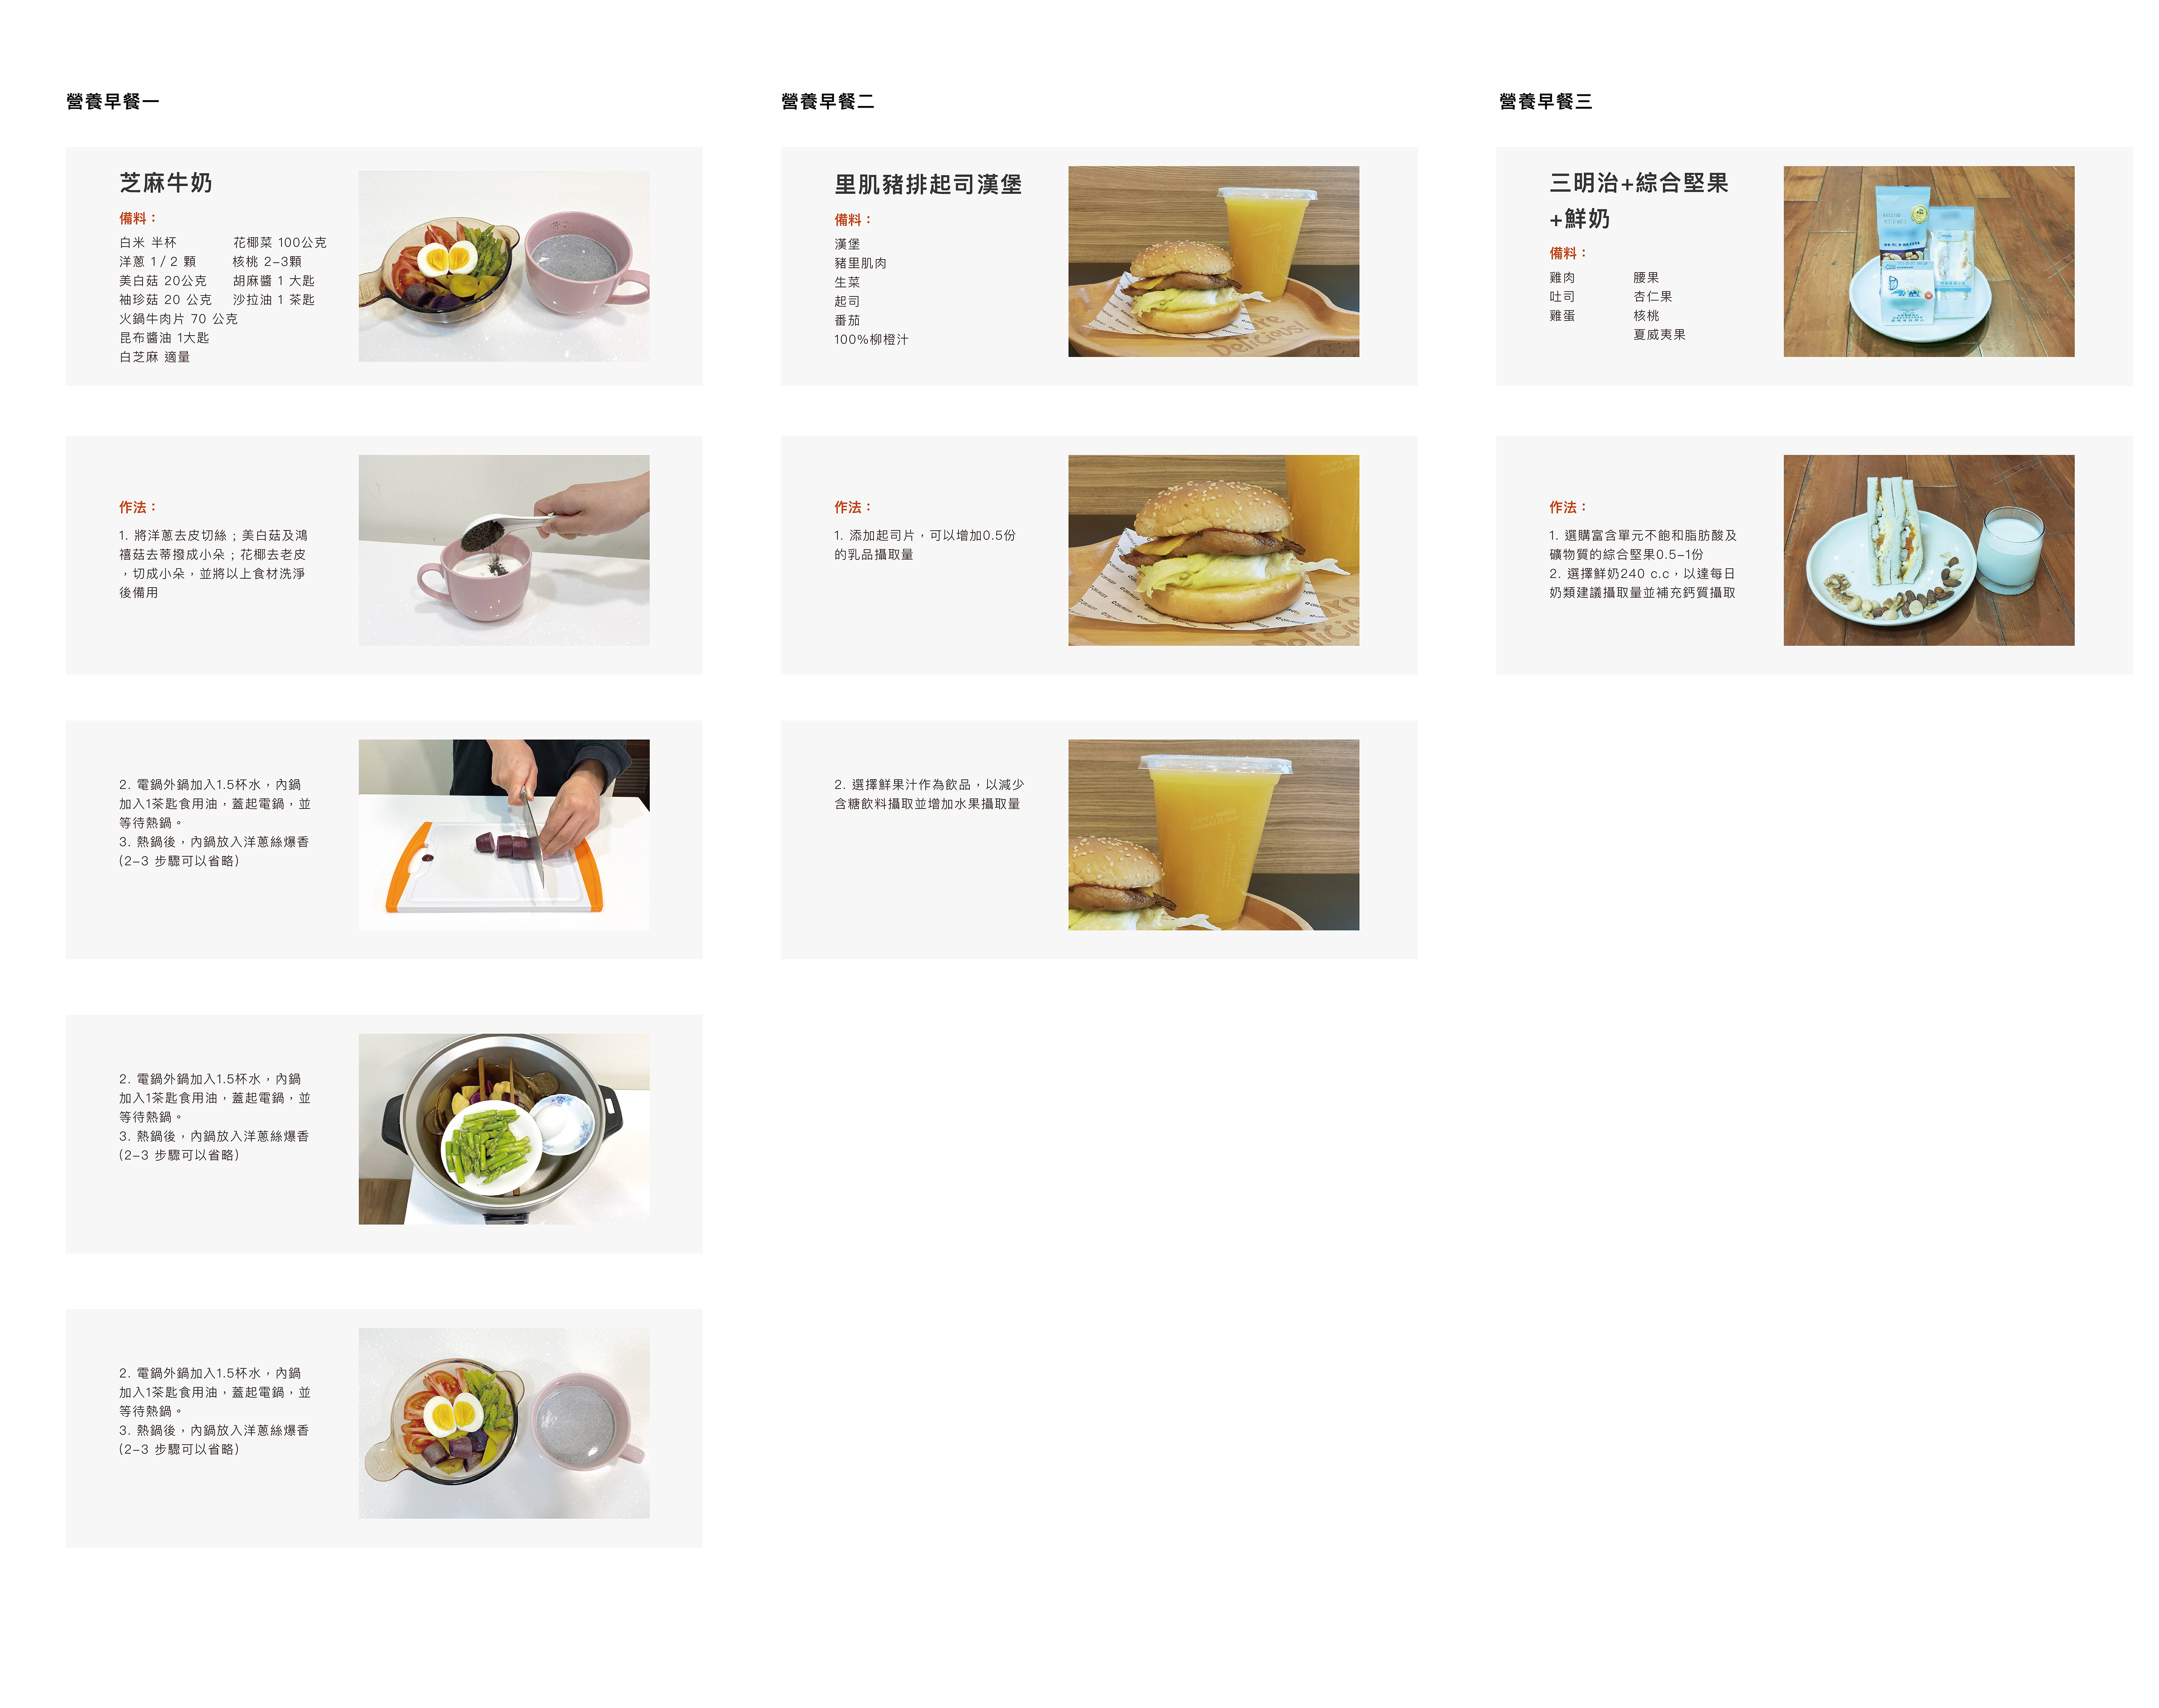 營養早餐一
芝麻牛奶
備料：
白米 半杯 花椰菜 100公克
洋蔥 1/2 顆 核桃 2-3顆
美白菇 20公克 胡麻醬 1 大匙
袖珍菇 20 公克 沙拉油 1 茶匙
火鍋牛肉片 70 公克
昆布醬油 1大匙
白芝麻 適量
作法：
1. 將洋蔥去皮切絲；美白菇及鴻
禧菇去蒂撥成小朵；花椰去老皮
，切成小朵，並將以上食材洗淨
後備用
2. 電鍋外鍋加入1.5杯水，內鍋
加入1茶匙食用油，蓋起電鍋，並
等待熱鍋。
3. 熱鍋後，內鍋放入洋蔥絲爆香
(2-3 步驟可以省略)
2. 電鍋外鍋加入1.5杯水，內鍋
加入1茶匙食用油，蓋起電鍋，並
等待熱鍋。
3. 熱鍋後，內鍋放入洋蔥絲爆香
(2-3 步驟可以省略)
2. 電鍋外鍋加入1.5杯水，內鍋
加入1茶匙食用油，蓋起電鍋，並
等待熱鍋。
3. 熱鍋後，內鍋放入洋蔥絲爆香
(2-3 步驟可以省略)
營養早餐二
里肌豬排起司漢堡
備料：
漢堡
豬里肌肉
生菜
起司
番茄
100%柳橙汁
Delicious!
作法：
1. 添加起司片，可以增加0.5份
的乳品攝取量
2. 選擇鮮果汁作為飲品，以減少
含糖飲料攝取並增加水果攝取量
營養早餐三
三明治+綜合堅果
+鮮奶
備料：
雞肉 腰果
吐司 杏仁果
雞蛋 核桃
夏威夷果
作法：
1. 選購富含單元不飽和脂肪酸及
礦物質的綜合堅果0.5-1份
2. 選擇鮮奶240 c.c，以達每日
奶類建議攝取量並補充鈣質攝取